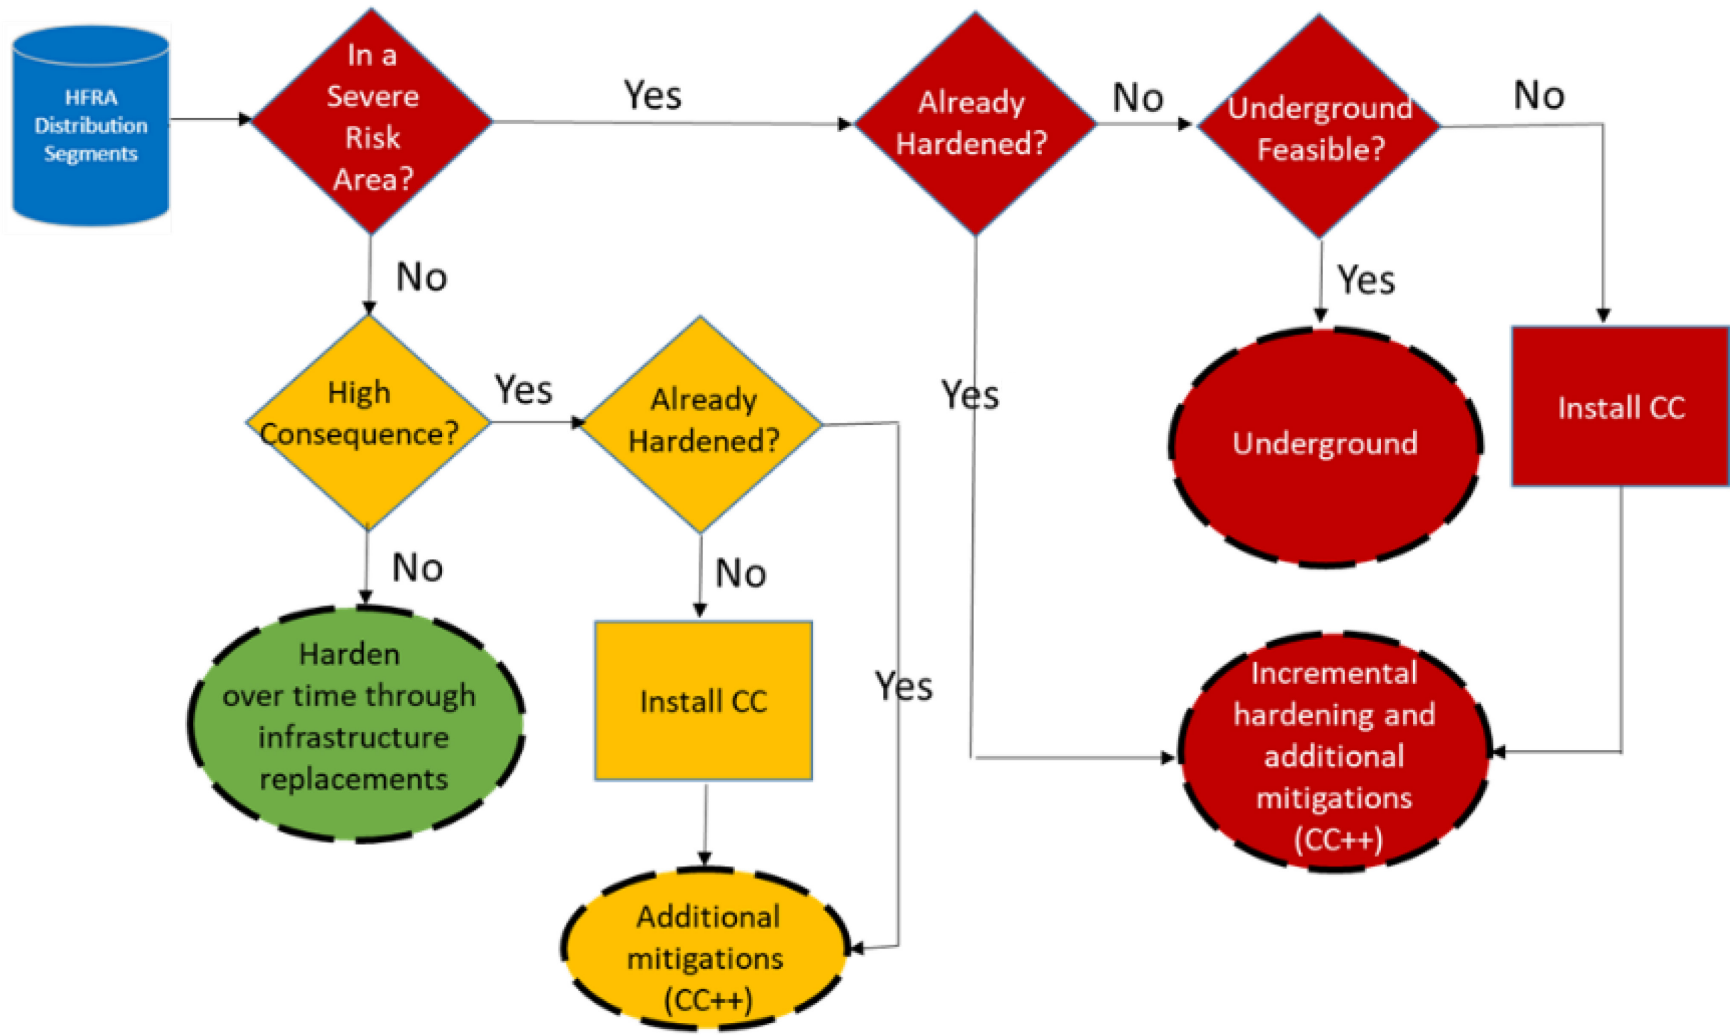 HFRA
Distribution
Segments
In a
Severe
Risk
Area?
Yes
Already
Hardened?
No
Underground
Feasible?
No
No
Yes
High
Consequence?
Yes
Already
Hardened?
Yes
Underground
Install CC
No
No
Harden
over time through
infrastructure
replacements
Install CC
Yes
Incremental
hardening and
additional
mitigations
(CC++)
Additional
mitigations
(CC++)